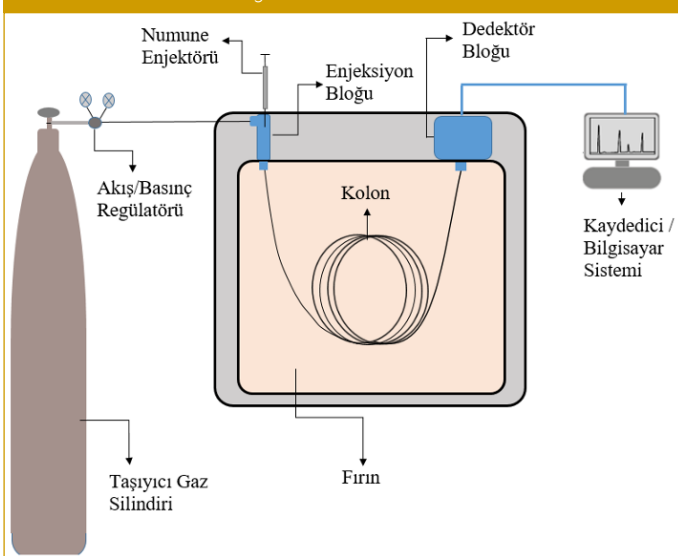 Numune
Enjektörü
Dedektör
Bloğu
Enjeksiyon
Bloğu
Akış/Basınç
Regülatörü
Kolon
Kaydedici /
Bilgisayar
Sistemi
Taşıyıcı Gaz
Silindiri
Fırın